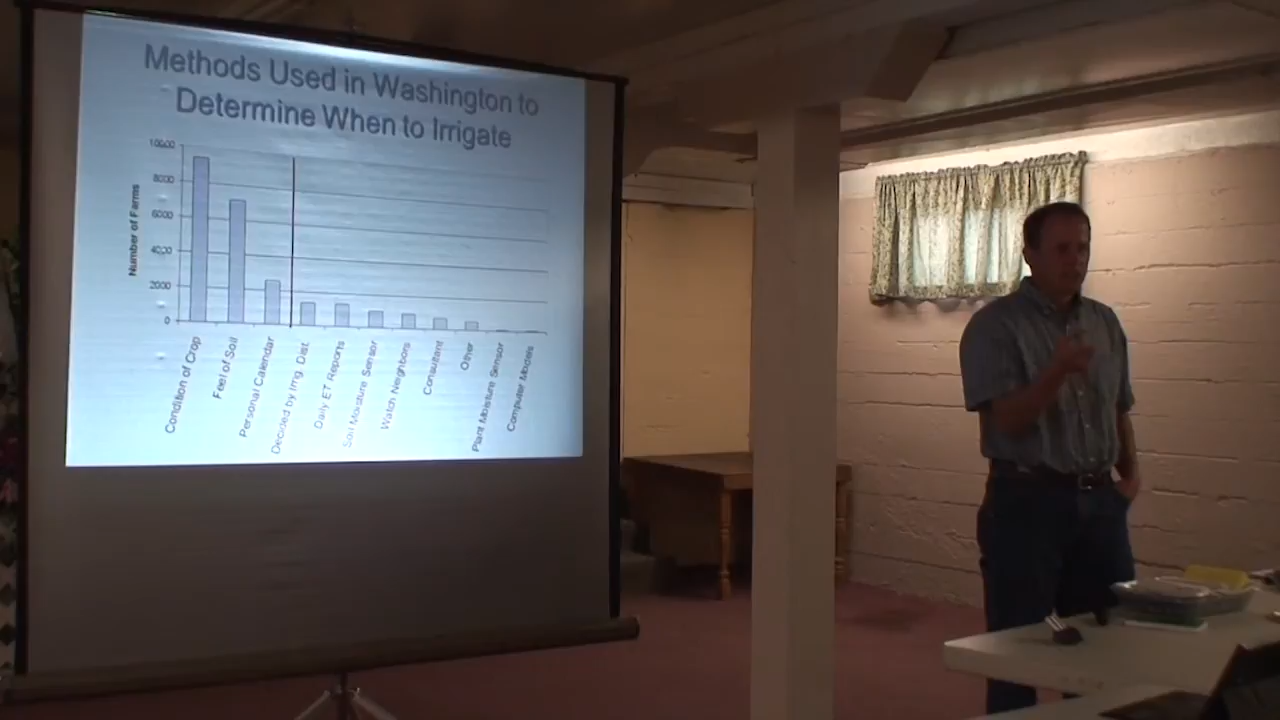 Methods Used in Washington to
Determine When to Irrigate
Number of Farms
10000
8000
6000
4000
2000
0
Condition of Crop
Feel of Soil
Personal Calendar
Decided by Irrig. Dist.
Daily ET Reports
Soil Moisture Sensor
Watch Neighbors
Consultant
Other
Plant Moisture Sensor
Computer Models